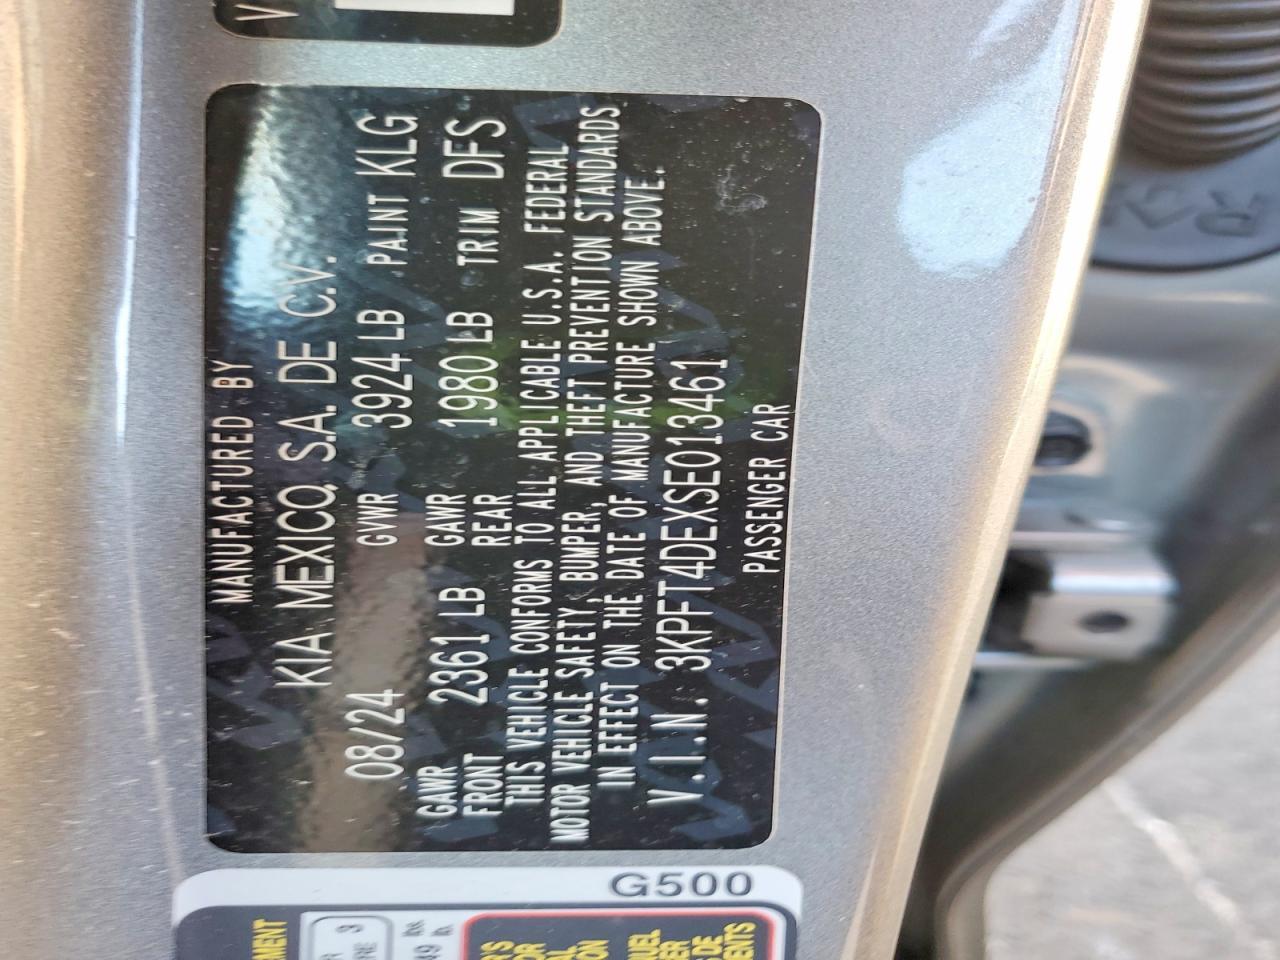 V
MANUFACTURED BY
KIA MEXICO, S.A. DE C.V.
08/24 GVWR 3924 LB PAINT KLG
GAWR FRONT 2361 LB GAWR REAR 1980 LB TRIM DFS
THIS VEHICLE CONFORMS TO ALL APPLICABLE U.S.A. FEDERAL
MOTOR VEHICLE SAFETY, BUMPER, AND THEFT PREVENTION STANDARDS
IN EFFECT ON THE DATE OF MANUFACTURE SHOWN ABOVE.
V.I.N. 3KPFT4DEXSE013461
PASSENGER CAR
G500